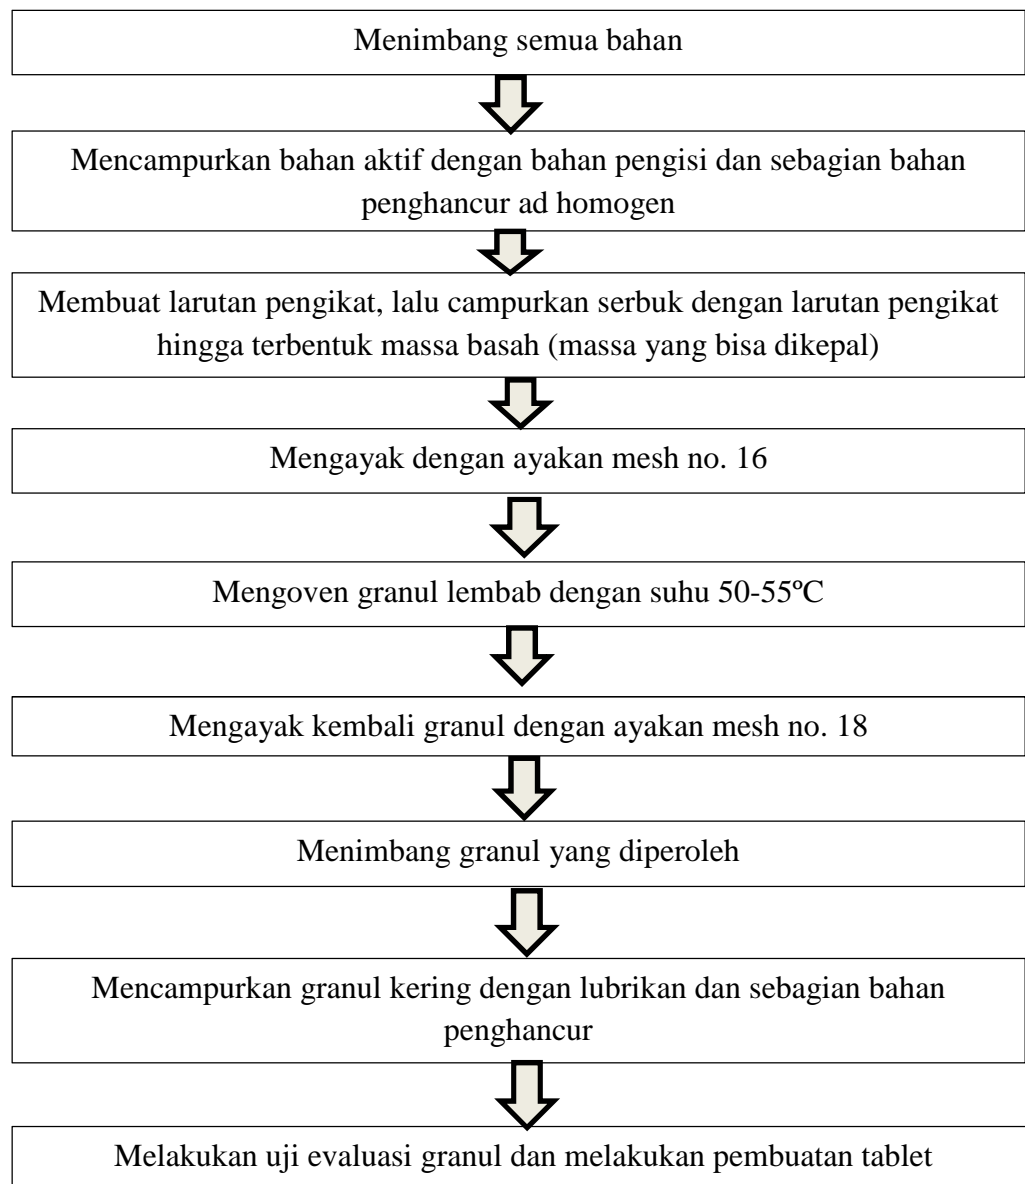 Menimbang semua bahan
Mencampurkan bahan aktif dengan bahan pengisi dan sebagian bahan
penghancur ad homogen
Membuat larutan pengikat, lalu campurkan serbuk dengan larutan pengikat
hingga terbentuk massa basah (massa yang bisa dikepal)
Mengayak dengan ayakan mesh no. 16
Mengoven granul lembab dengan suhu 50-55ºC
Mengayak kembali granul dengan ayakan mesh no. 18
Menimbang granul yang diperoleh
Mencampurkan granul kering dengan lubrikan dan sebagian bahan
penghancur
Melakukan uji evaluasi granul dan melakukan pembuatan tablet